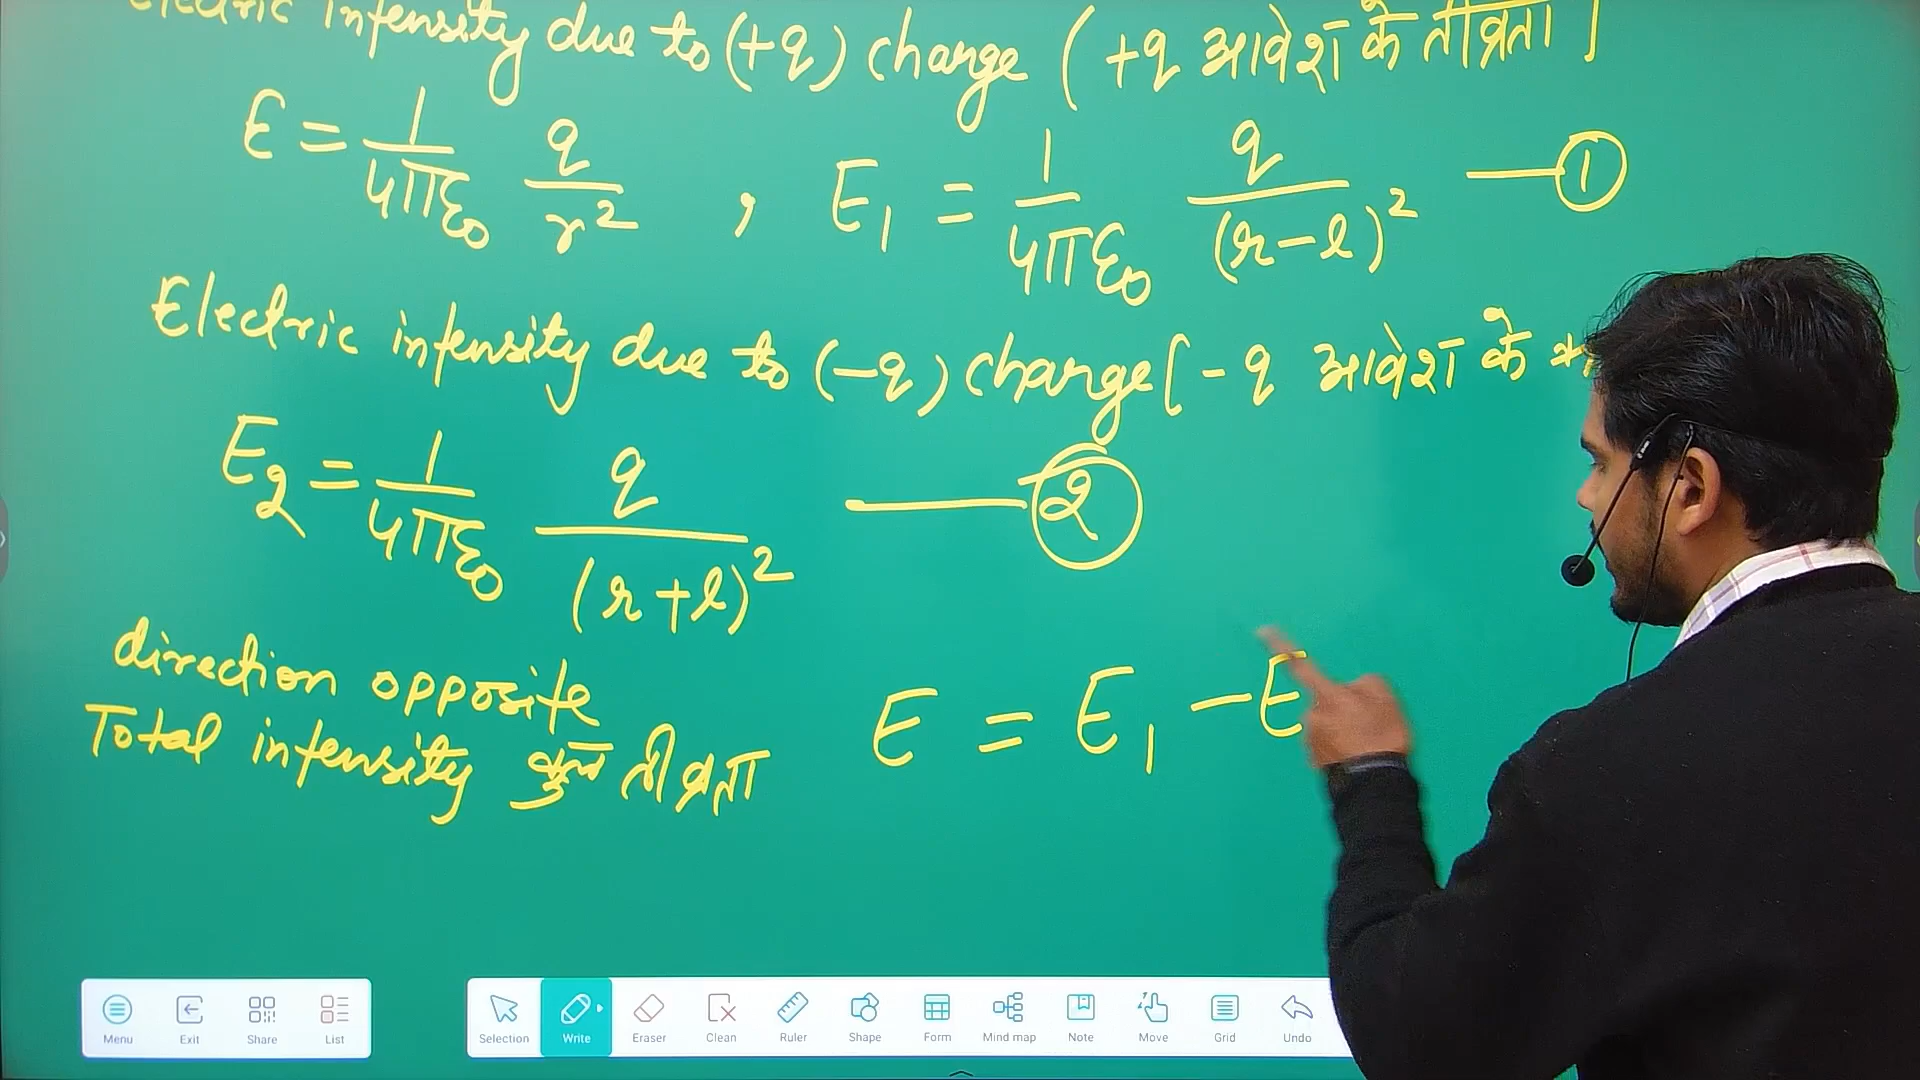 Electric intensity due to (+q) charge ( +q आवेश के तीव्रता ]
E = 1/4πε0 q/r² , E1 = 1/4πε0 q/(r-l)² — 1
Electric intensity due to (-q) charge [ -q आवेश के
E2 = 1/4πε0 q/(r+l)² — 2
direction opposite
Total intensity कुल तीव्रता E = E1 - E
Menu Exit Share List Selection Write Eraser Clean Ruler Shape Form Mind map Note Move Grid Undo